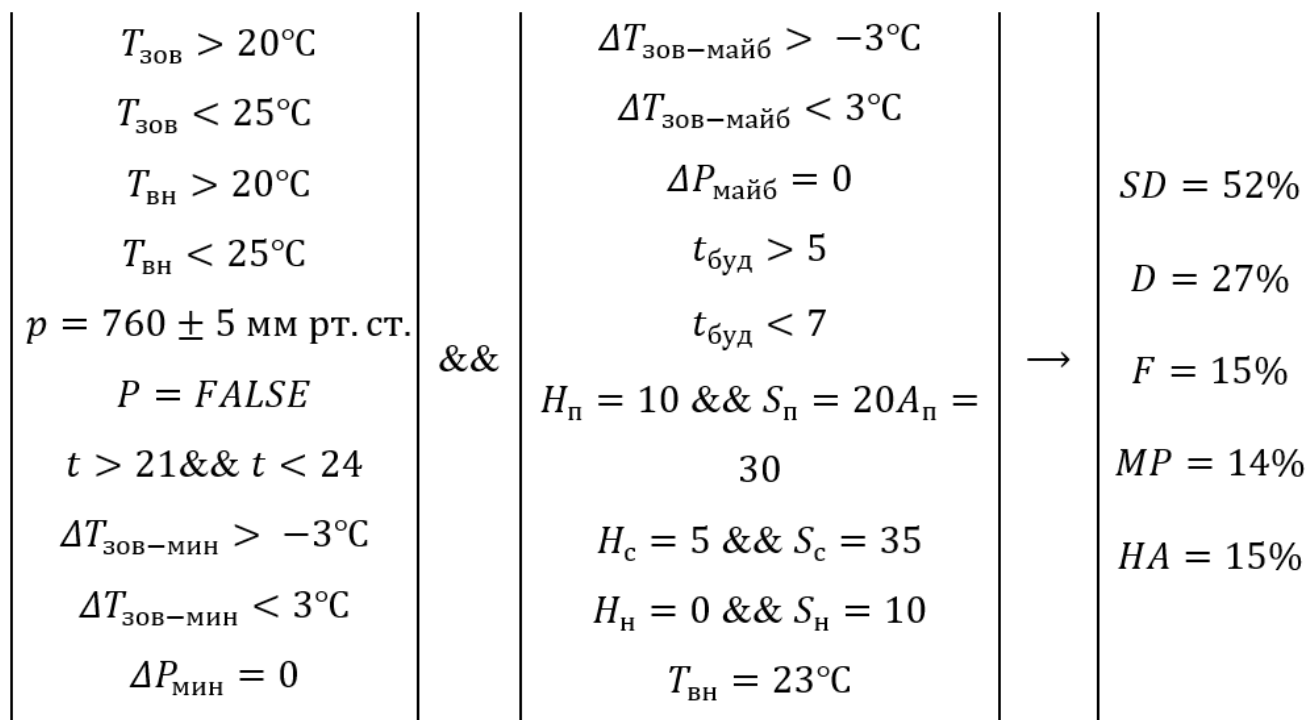 T_зов > 20°C
T_зов < 25°C
T_вн > 20°C
T_вн < 25°C
p = 760 ± 5 мм рт. ст.
P = FALSE
t > 21&& t < 24
ΔT_зов−мин > −3°C
ΔT_зов−мин < 3°C
ΔP_мин = 0
&&
ΔT_зов−майб > −3°C
ΔT_зов−майб < 3°C
ΔP_майб = 0
t_буд > 5
t_буд < 7
H_п = 10 && S_п = 20A_п =
30
H_с = 5 && S_с = 35
H_н = 0 && S_н = 10
T_вн = 23°C
→
SD = 52%
D = 27%
F = 15%
MP = 14%
HA = 15%